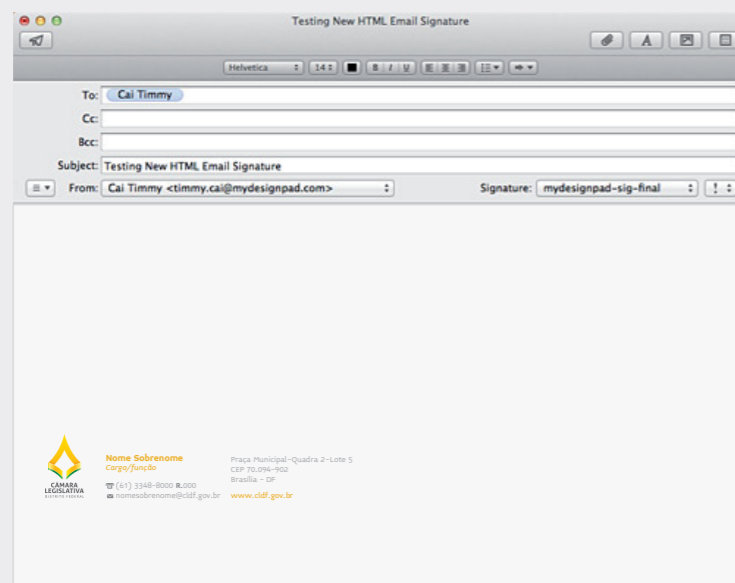 Testing New HTML Email Signature
Helvetica 14 B I U
To: Cai Timmy
Cc:
Bcc:
Subject: Testing New HTML Email Signature
From: Cai Timmy <timmy.cai@mydesignpad.com> Signature: mydesignpad-sig-final !
CÂMARA
LEGISLATIVA
DISTRITO FEDERAL
Nome Sobrenome
Cargo/função
(61) 3348-8000 R.000
nomesobrenome@cldf.gov.br
Praça Municipal-Quadra 2-Lote 5
CEP 70.094-902
Brasília - DF
www.cldf.gov.br